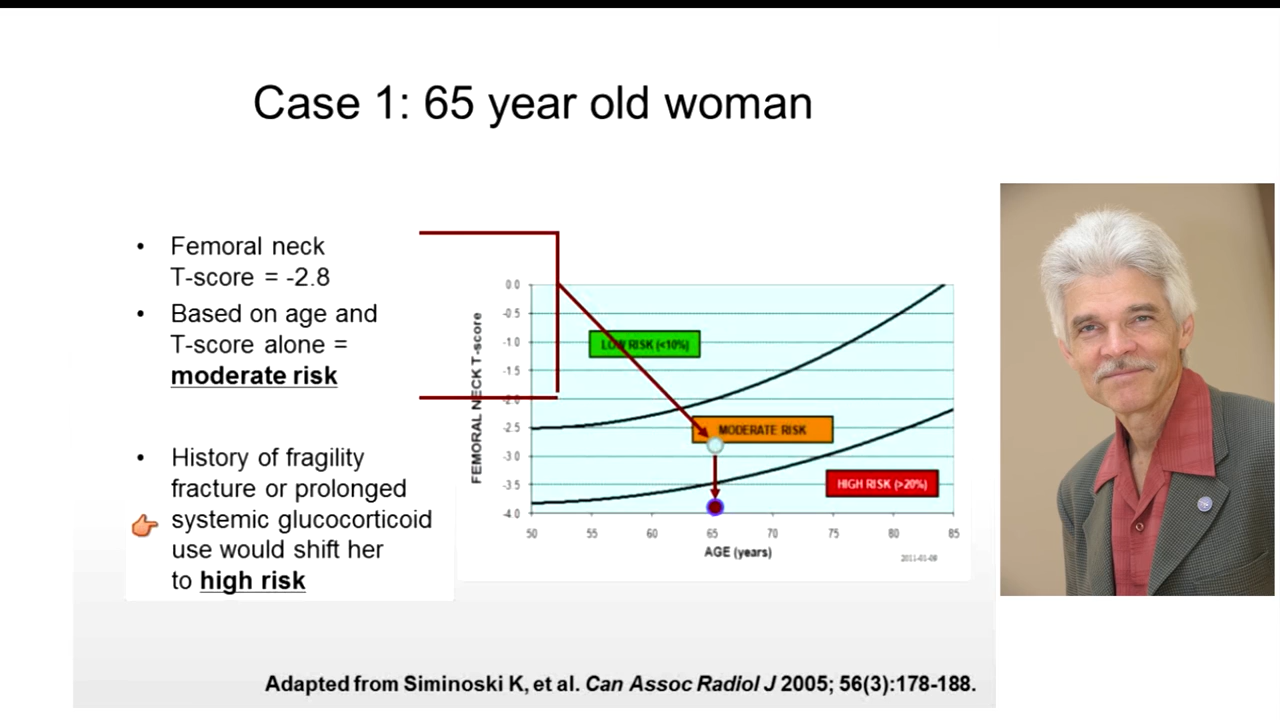 Case 1: 65 year old woman
• Femoral neck
T-score = -2.8
• Based on age and
T-score alone =
moderate risk
• History of fragility
fracture or prolonged
systemic glucocorticoid
use would shift her
to high risk
FEMORAL NECK T-score
0.0
-0.5
-1.0
-1.5
-2.0
-2.5
-3.0
-3.5
-4.0
LOW RISK (<10%)
MODERATE RISK
HIGH RISK (>20%)
50 55 60 65 70 75 80 85
AGE (years)
2011-01-08
Adapted from Siminoski K, et al. Can Assoc Radiol J 2005; 56(3):178-188.